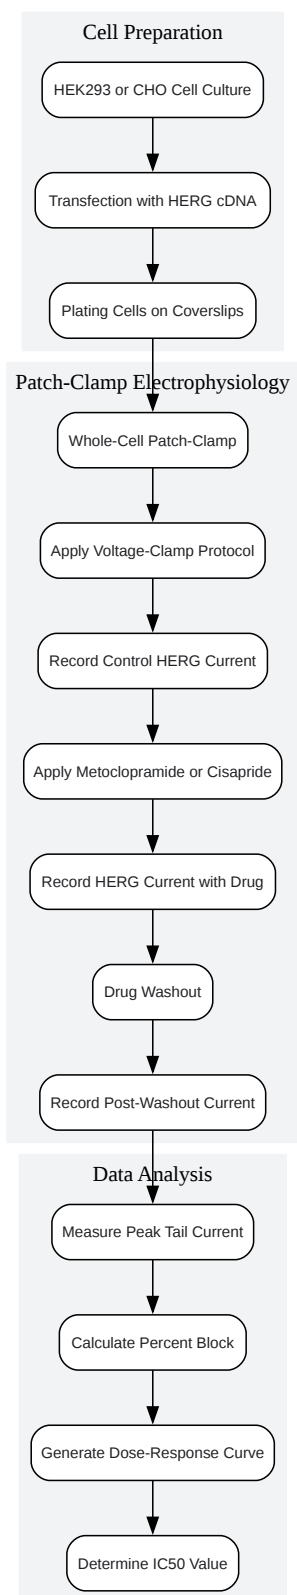 Cell Preparation
HEK293 or CHO Cell Culture
Transfection with HERG cDNA
Plating Cells on Coverslips
Patch-Clamp Electrophysiology
Whole-Cell Patch-Clamp
Apply Voltage-Clamp Protocol
Record Control HERG Current
Apply Metoclopramide or Cisapride
Record HERG Current with Drug
Drug Washout
Record Post-Washout Current
Data Analysis
Measure Peak Tail Current
Calculate Percent Block
Generate Dose-Response Curve
Determine IC50 Value